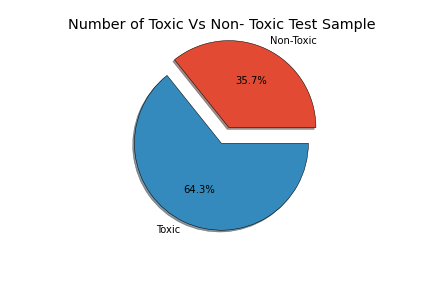 Number of Toxic Vs Non- Toxic Test Sample
Non-Toxic
35.7%
64.3%
Toxic